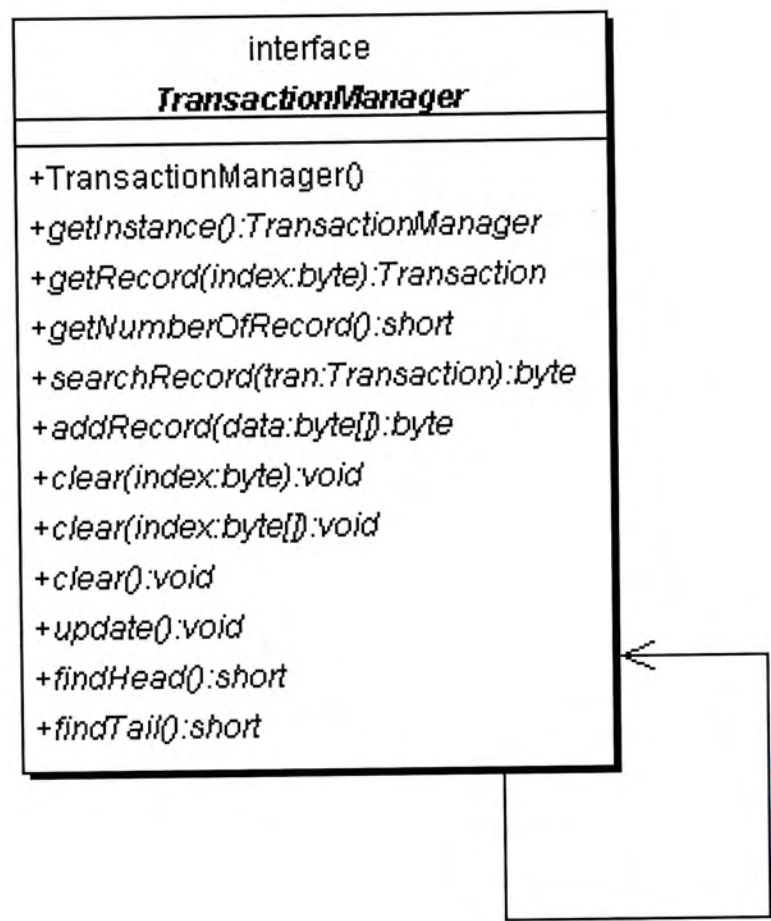 interface
TransactionManager
+TransactionManager()
+getInstance():TransactionManager
+getRecord(index:byte):Transaction
+getNumberOfRecord():short
+searchRecord(tran:Transaction):byte
+addRecord(data:byte[]):byte
+clear(index:byte):void
+clear(index:byte[]):void
+clear():void
+update():void
+findHead():short
+findTail():short